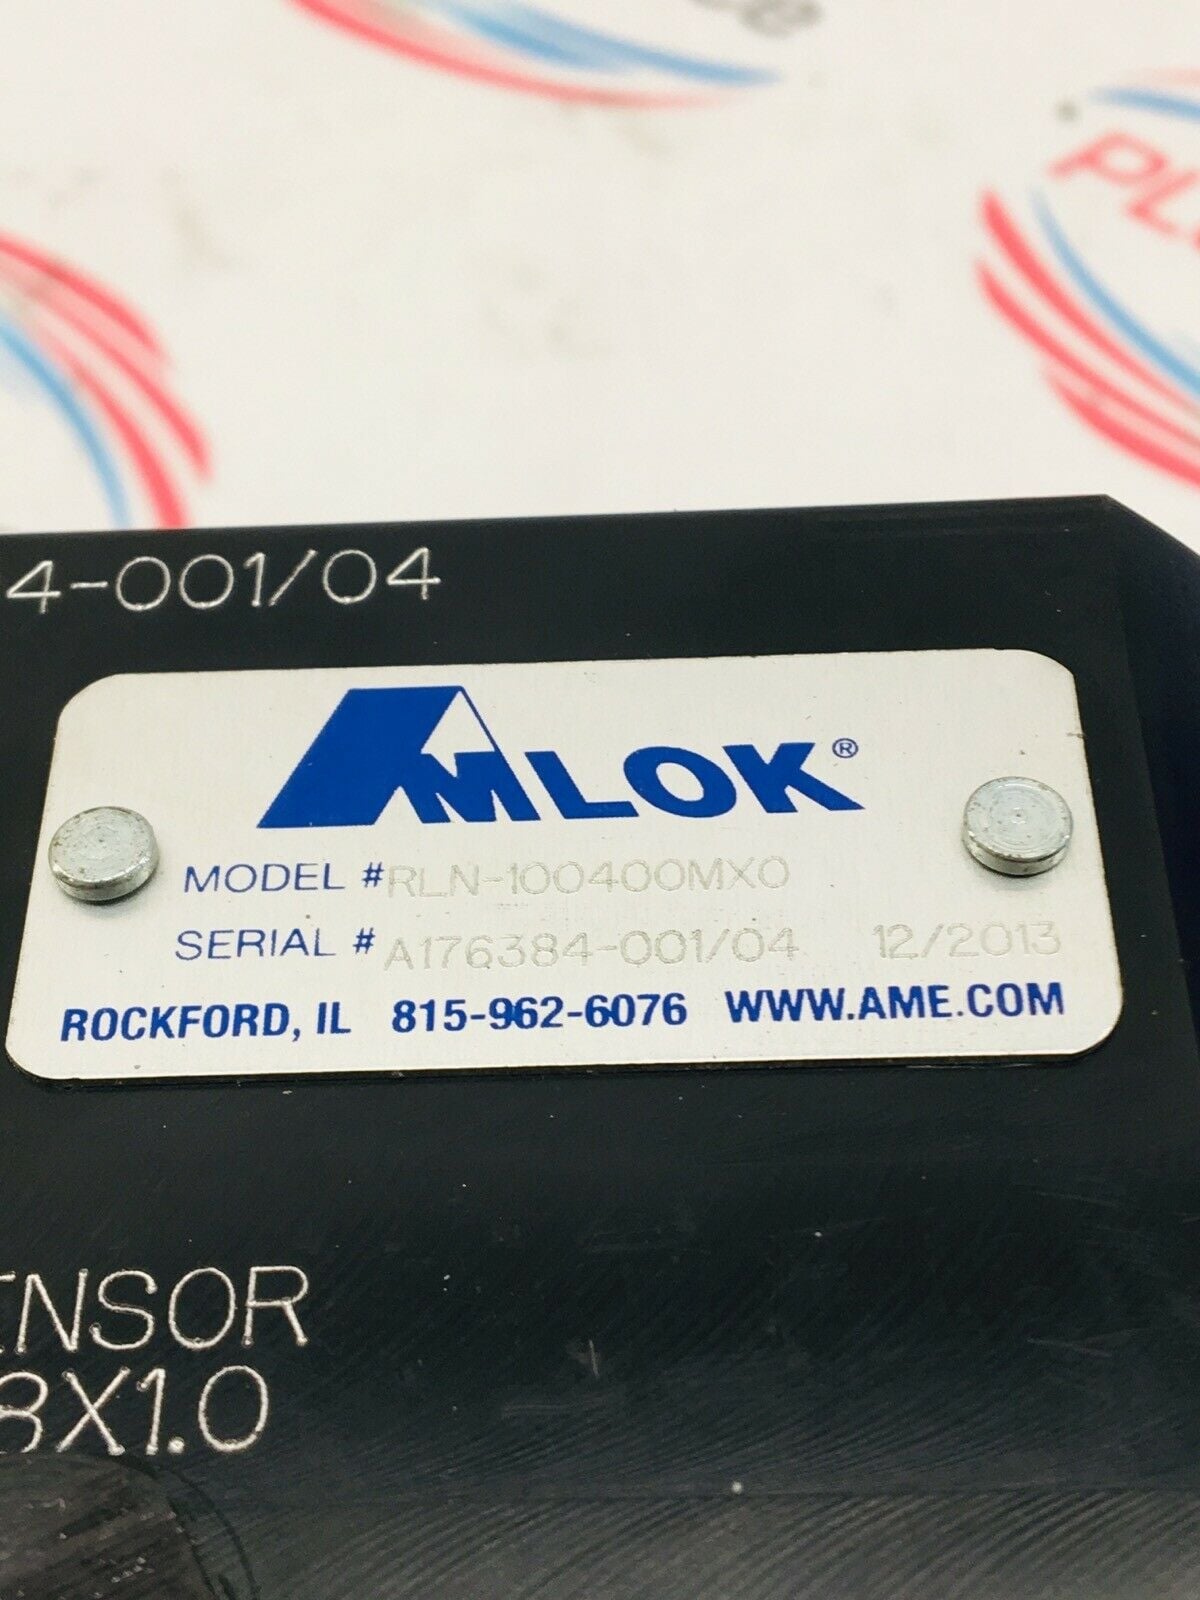 4-001/04
AMLOK®
MODEL # RLN-100400MX0
SERIAL # A176384-001/04 12/2013
ROCKFORD, IL 815-962-6076 WWW.AME.COM
ENSOR
8X1.0